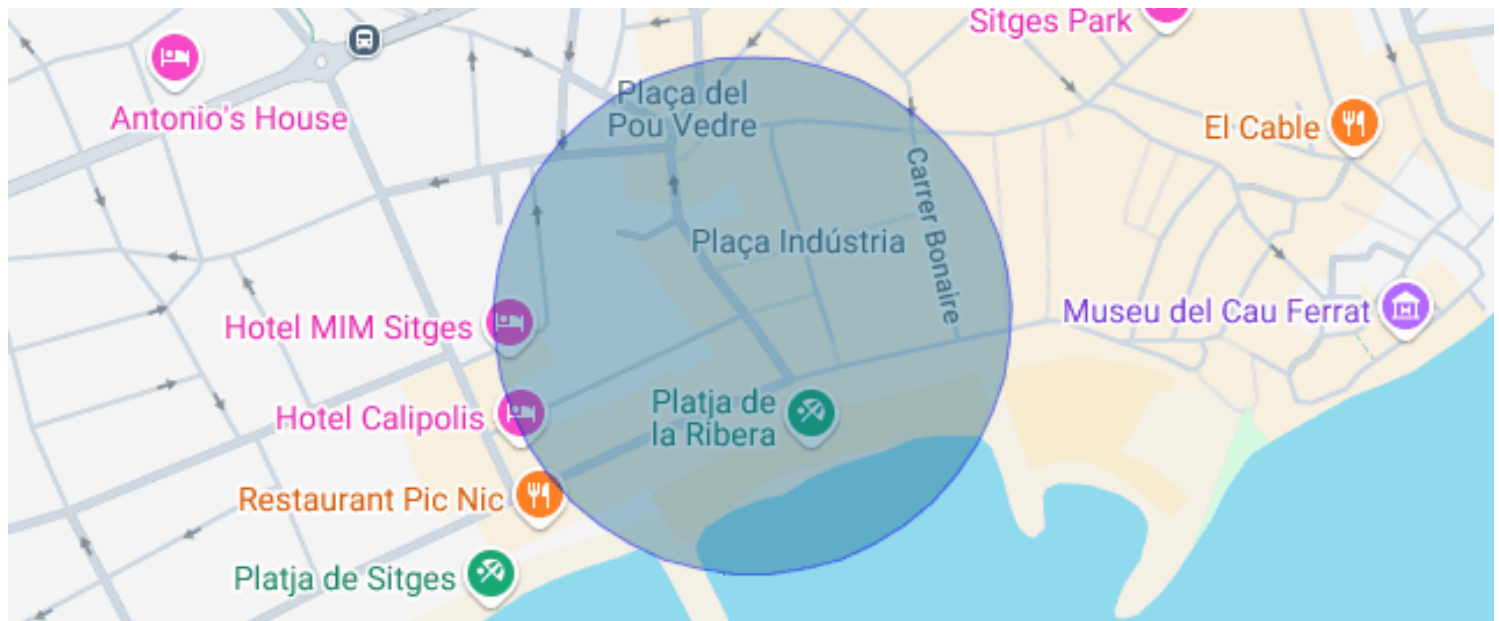 Sitges Park
Antonio's House
Plaça del
Pou Vedre
El Cable
Carrer Bonaire
Plaça Indústria
Museu del Cau Ferrat
Hotel MIM Sitges
Hotel Calipolis
Platja de
la Ribera
Restaurant Pic Nic
Platja de Sitges